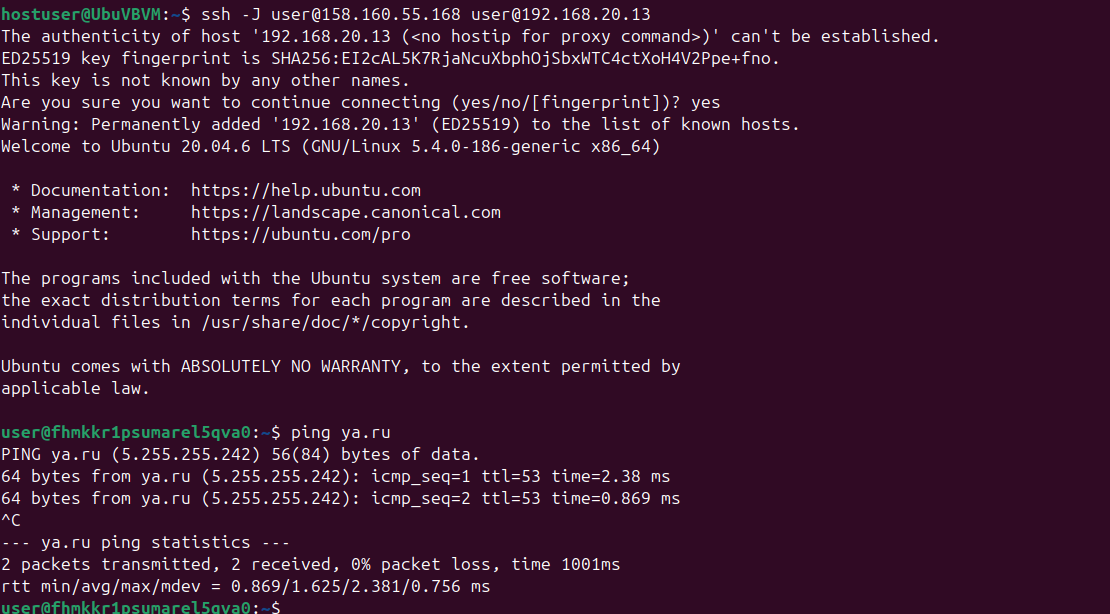 hostuser@UbuVBVM:~$ ssh -J user@158.160.55.168 user@192.168.20.13
The authenticity of host '192.168.20.13 (<no hostip for proxy command>)' can't be established.
ED25519 key fingerprint is SHA256:EI2cAL5K7RjaNcuXbphOjSbxWTC4ctXoH4V2Ppe+fno.
This key is not known by any other names.
Are you sure you want to continue connecting (yes/no/[fingerprint])? yes
Warning: Permanently added '192.168.20.13' (ED25519) to the list of known hosts.
Welcome to Ubuntu 20.04.6 LTS (GNU/Linux 5.4.0-186-generic x86_64)

 * Documentation:  https://help.ubuntu.com
 * Management:     https://landscape.canonical.com
 * Support:        https://ubuntu.com/pro

The programs included with the Ubuntu system are free software;
the exact distribution terms for each program are described in the
individual files in /usr/share/doc/*/copyright.

Ubuntu comes with ABSOLUTELY NO WARRANTY, to the extent permitted by
applicable law.

user@fhmkkr1psumarel5qva0:~$ ping ya.ru
PING ya.ru (5.255.255.242) 56(84) bytes of data.
64 bytes from ya.ru (5.255.255.242): icmp_seq=1 ttl=53 time=2.38 ms
64 bytes from ya.ru (5.255.255.242): icmp_seq=2 ttl=53 time=0.869 ms
^C
--- ya.ru ping statistics ---
2 packets transmitted, 2 received, 0% packet loss, time 1001ms
rtt min/avg/max/mdev = 0.869/1.625/2.381/0.756 ms
user@fhmkkr1psumarel5qva0:~$